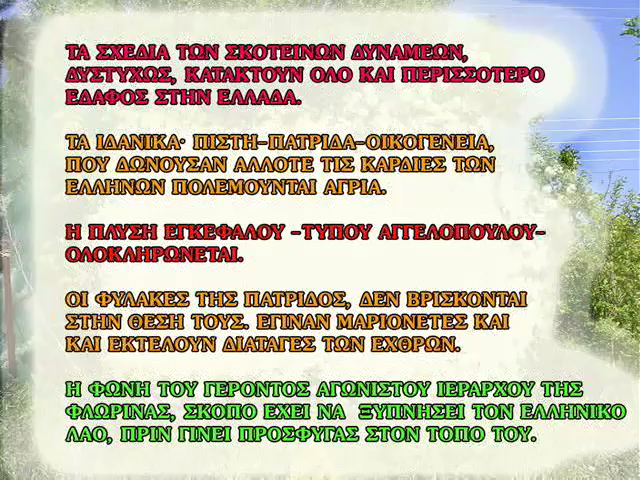 ΤΑ ΣΧΕΔΙΑ ΤΩΝ ΣΚΟΤΕΙΝΩΝ ΔΥΝΑΜΕΩΝ,
ΔΥΣΤΥΧΩΣ, ΚΑΤΑΚΤΟΥΝ ΟΛΟ ΚΑΙ ΠΕΡΙΣΣΟΤΕΡΟ
ΕΔΑΦΟΣ ΣΤΗΝ ΕΛΛΑΔΑ.
ΤΑ ΙΔΑΝΙΚΑ· ΠΙΣΤΗ-ΠΑΤΡΙΔΑ-ΟΙΚΟΓΕΝΕΙΑ,
ΠΟΥ ΔΩΝΟΥΣΑΝ ΑΛΛΟΤΕ ΤΙΣ ΚΑΡΔΙΕΣ ΤΩΝ
ΕΛΛΗΝΩΝ ΠΟΛΕΜΟΥΝΤΑΙ ΑΓΡΙΑ.
Η ΠΛΥΣΗ ΕΓΚΕΦΑΛΟΥ -ΤΥΠΟΥ ΑΓΓΕΛΟΠΟΥΛΟΥ-
ΟΛΟΚΛΗΡΩΝΕΤΑΙ.
ΟΙ ΦΥΛΑΚΕΣ ΤΗΣ ΠΑΤΡΙΔΟΣ, ΔΕΝ ΒΡΙΣΚΟΝΤΑΙ
ΣΤΗΝ ΘΕΣΗ ΤΟΥΣ. ΕΓΙΝΑΝ ΜΑΡΙΟΝΕΤΕΣ ΚΑΙ
ΚΑΙ ΕΚΤΕΛΟΥΝ ΔΙΑΤΑΓΕΣ ΤΩΝ ΕΧΘΡΩΝ.
Η ΦΩΝΗ ΤΟΥ ΓΕΡΟΝΤΟΣ ΑΓΩΝΙΣΤΟΥ ΙΕΡΑΡΧΟΥ ΤΗΣ
ΦΛΩΡΙΝΑΣ, ΣΚΟΠΟ ΕΧΕΙ ΝΑ ΞΥΠΝΗΣΕΙ ΤΟΝ ΕΛΛΗΝΙΚΟ
ΛΑΟ, ΠΡΙΝ ΓΙΝΕΙ ΠΡΟΣΦΥΓΑΣ ΣΤΟΝ ΤΟΠΟ ΤΟΥ.